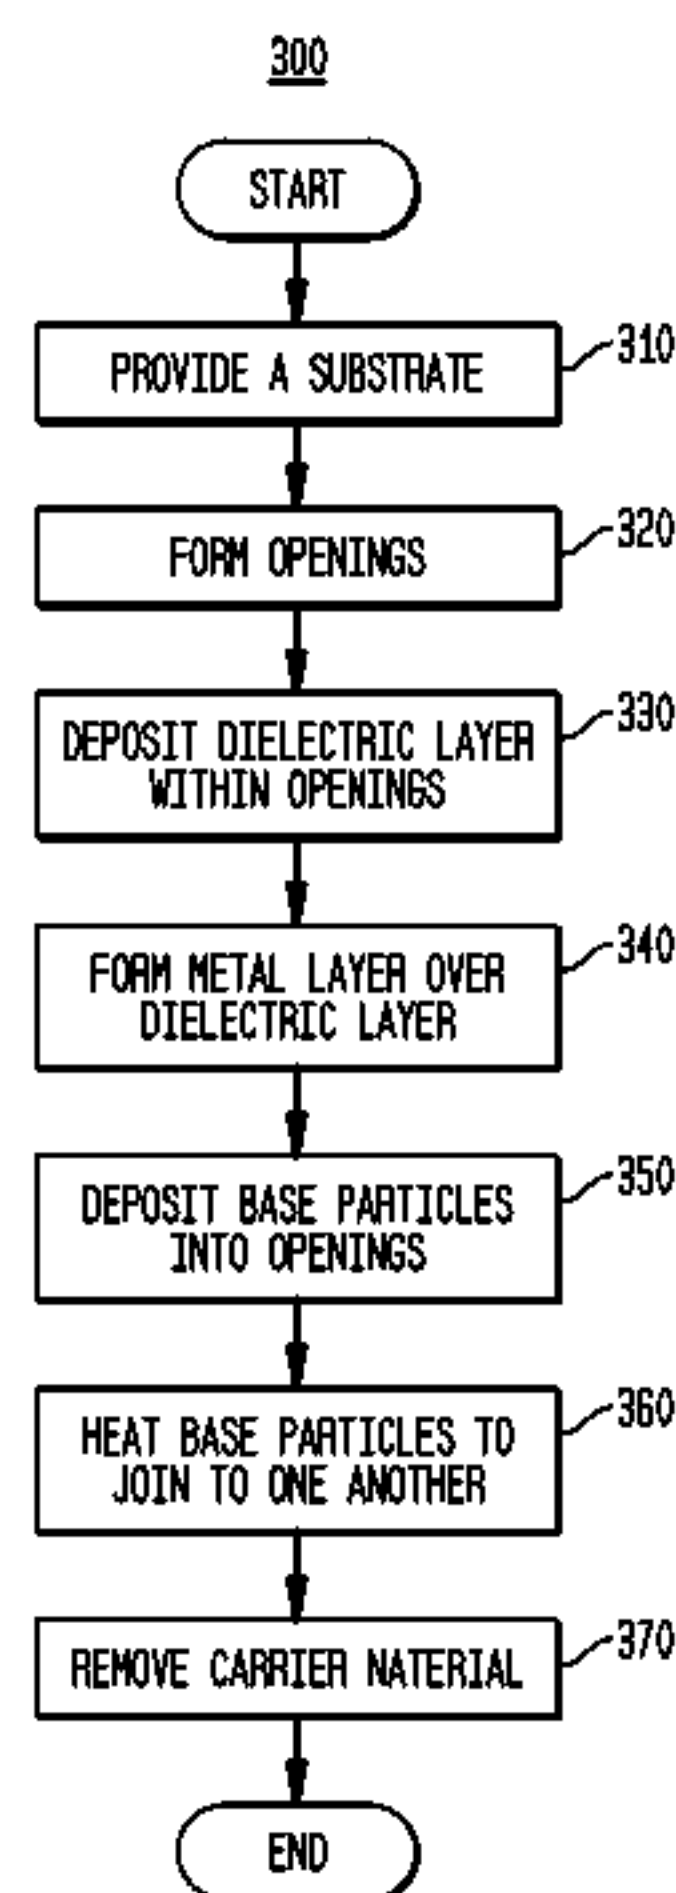 300
START
PROVIDE A SUBSTRATE
310
FORM OPENINGS
320
DEPOSIT DIELECTRIC LAYER
WITHIN OPENINGS
330
FORM METAL LAYER OVER
DIELECTRIC LAYER
340
DEPOSIT BASE PARTICLES
INTO OPENINGS
350
HEAT BASE PARTICLES TO
JOIN TO ONE ANOTHER
360
REMOVE CARRIER NATERIAL
370
END